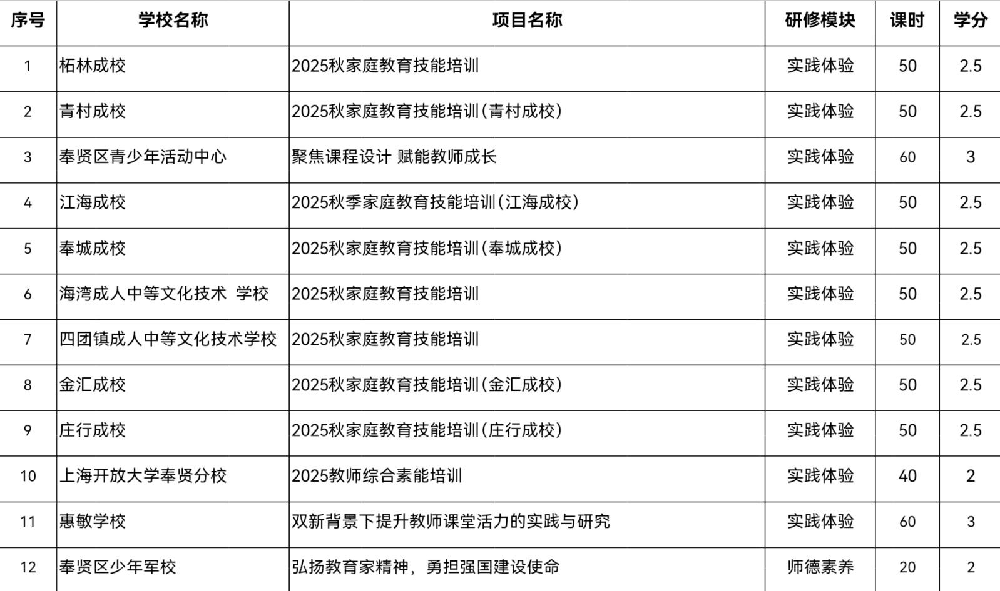 序号 学校名称 项目名称 研修模块 课时 学分
1 柘林成校 2025秋家庭教育技能培训 实践体验 50 2.5
2 青村成校 2025秋家庭教育技能培训(青村成校) 实践体验 50 2.5
3 奉贤区青少年活动中心 聚焦课程设计 赋能教师成长 实践体验 60 3
4 江海成校 2025秋季家庭教育技能培训(江海成校) 实践体验 50 2.5
5 奉城成校 2025秋家庭教育技能培训(奉城成校) 实践体验 50 2.5
6 海湾成人中等文化技术 学校 2025秋家庭教育技能培训 实践体验 50 2.5
7 四团镇成人中等文化技术学校 2025秋家庭教育技能培训 实践体验 50 2.5
8 金汇成校 2025秋家庭教育技能培训(金汇成校) 实践体验 50 2.5
9 庄行成校 2025秋家庭教育技能培训(庄行成校) 实践体验 50 2.5
10 上海开放大学奉贤分校 2025教师综合素能培训 实践体验 40 2
11 惠敏学校 双新背景下提升教师课堂活力的实践与研究 实践体验 60 3
12 奉贤区少年军校 弘扬教育家精神，勇担强国建设使命 师德素养 20 2